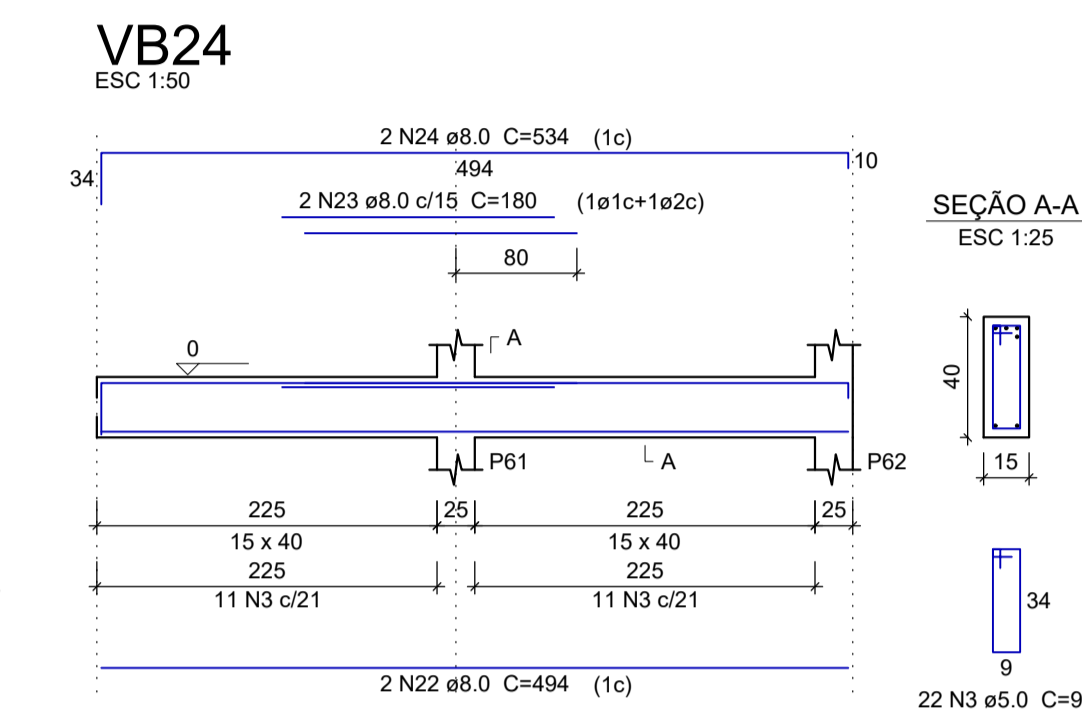 VB24
ESC 1:50
2 N24 ø8.0 C=534 (1c)
34
494
10
2 N23 ø8.0 c/15 C=180 (1ø1c+1ø2c)
80
SEÇÃO A-A
ESC 1:25
0
A
40
P61
A
P62
15
225
25
225
25
15 x 40
15 x 40
225
225
11 N3 c/21
11 N3 c/21
34
9
2 N22 ø8.0 C=494 (1c)
22 N3 ø5.0 C=9